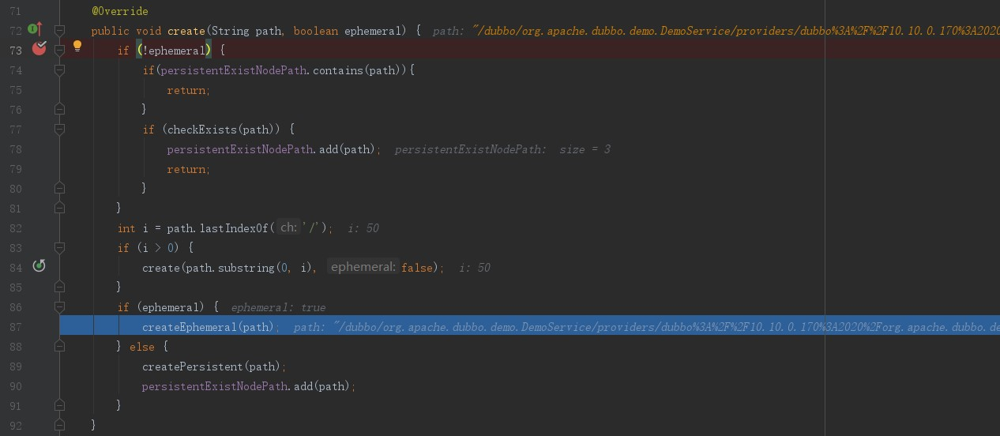 71 @Override
72 public void create(String path, boolean ephemeral) { path: "/dubbo/org.apache.dubbo.demo.DemoService/providers/dubbo%3A%2F%2F10.10.0.170%3A2020
73 if (!ephemeral) {
74 if(persistentExistNodePath.contains(path)){
75 return;
76 }
77 if (checkExists(path)) {
78 persistentExistNodePath.add(path); persistentExistNodePath: size = 3
79 return;
80 }
81 }
82 int i = path.lastIndexOf( ch: '/'); i: 50
83 if (i > 0) {
84 create(path.substring(0, i), ephemeral: false); i: 50
85 }
86 if (ephemeral) { ephemeral: true
87 createEphemeral(path); path: "/dubbo/org.apache.dubbo.demo.DemoService/providers/dubbo%3A%2F%2F10.10.0.170%3A2020%2Forg.apache.dubbo.de
88 } else {
89 createPersistent(path);
90 persistentExistNodePath.add(path);
91 }
92 }